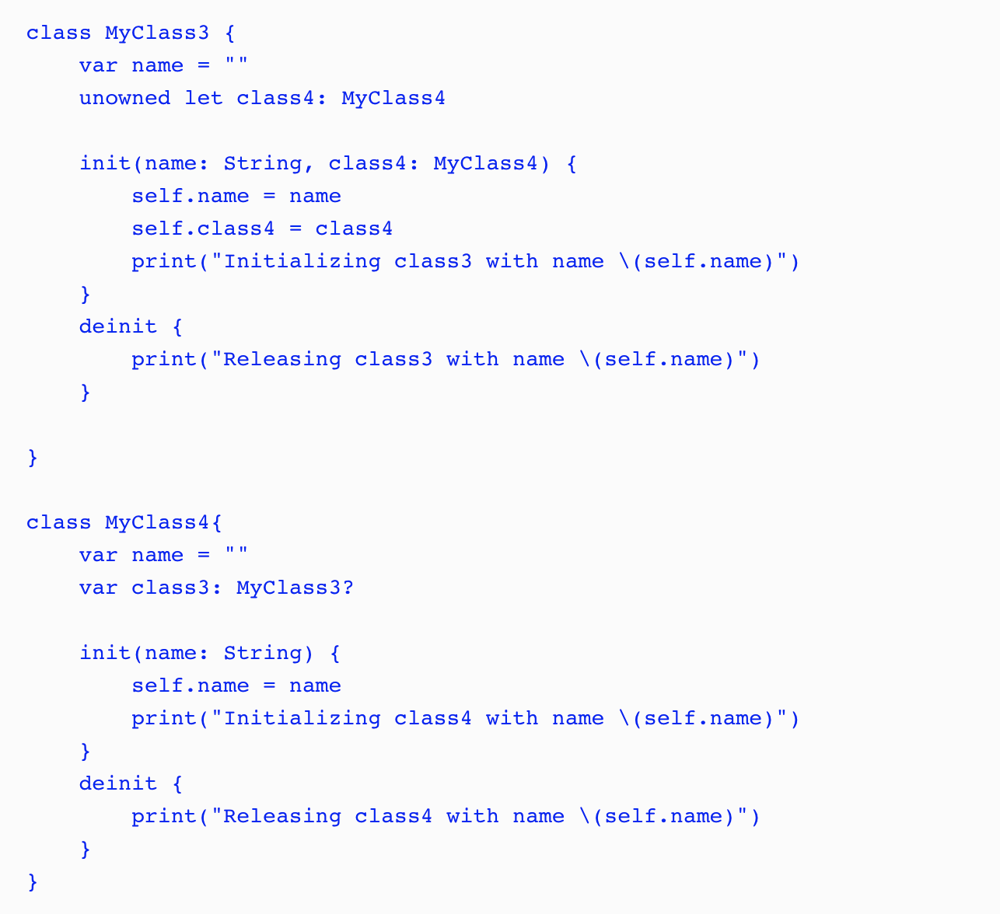 class MyClass3 {
var name = ""
unowned let class4: MyClass4
init(name: String, class4: MyClass4) {
self.name = name
self.class4 = class4
print("Initializing class3 with name \(self.name)")
}
deinit {
print("Releasing class3 with name \(self.name)")
}
}
class MyClass4{
var name = ""
var class3: MyClass3?
init(name: String) {
self.name = name
print("Initializing class4 with name \(self.name)")
}
deinit {
print("Releasing class4 with name \(self.name)")
}
}